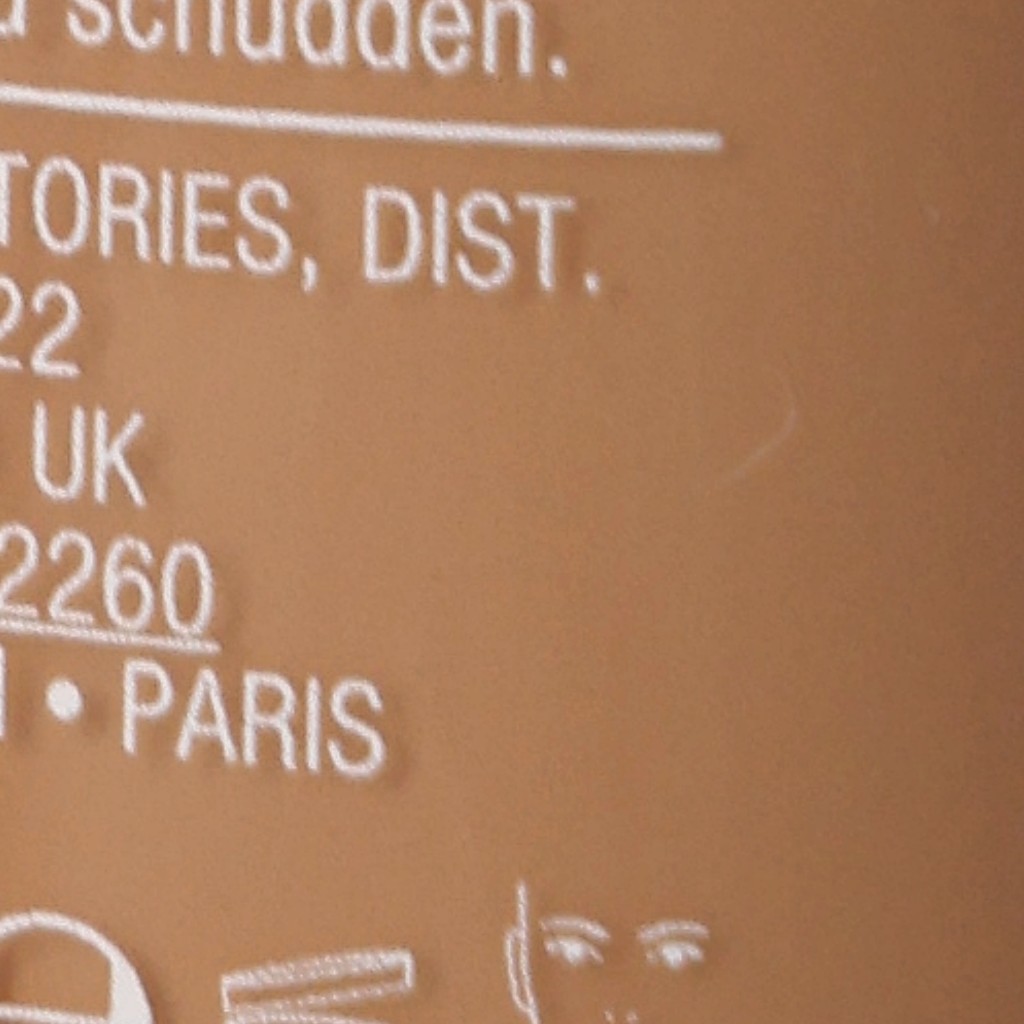 schudden.
TORIES, DIST.
22
UK
2260
• PARIS